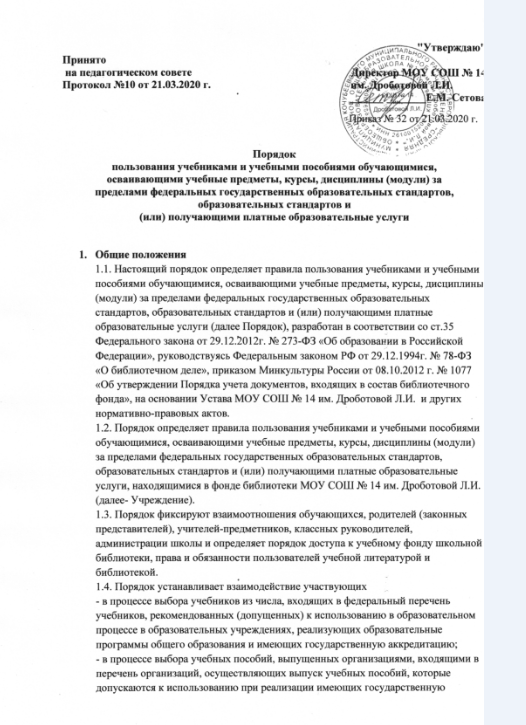 "Утверждаю"
Принято
на педагогическом совете
Директор МОУ СОШ № 14
Протокол №10 от 21.03.2020 г.
им. Дроботовой Л.И.
Е.М. Сетова
Приказ № 32 от 21.03.2020 г.
Порядок
пользования учебниками и учебными пособиями обучающимися,
осваивающими учебные предметы, курсы, дисциплины (модули) за
пределами федеральных государственных образовательных стандартов,
образовательных стандартов и
(или) получающими платные образовательные услуги
1. Общие положения
1.1. Настоящий порядок определяет правила пользования учебниками и учебными
пособиями обучающимися, осваивающими учебные предметы, курсы, дисциплины
(модули) за пределами федеральных государственных образовательных
стандартов, образовательных стандартов и (или) получающими платные
образовательные услуги (далее Порядок), разработан в соответствии со ст.35
Федерального закона от 29.12.2012г. № 273-ФЗ «Об образовании в Российской
Федерации», руководствуясь Федеральным законом РФ от 29.12.1994г. № 78-ФЗ
«О библиотечном деле», приказом Минкультуры России от 08.10.2012 г. № 1077
«Об утверждении Порядка учета документов, входящих в состав библиотечного
фонда», на основании Устава МОУ СОШ № 14 им. Дроботовой Л.И. и других
нормативно-правовых актов.
1.2. Порядок определяет правила пользования учебниками и учебными пособиями
обучающимися, осваивающими учебные предметы, курсы, дисциплины (модули)
за пределами федеральных государственных образовательных стандартов,
образовательных стандартов и (или) получающими платные образовательные
услуги, находящимися в фонде библиотеки МОУ СОШ № 14 им. Дроботовой Л.И.
(далее- Учреждение).
1.3. Порядок фиксируют взаимоотношения обучающихся, родителей (законных
представителей), учителей-предметников, классных руководителей,
администрации школы и определяет порядок доступа к учебному фонду школьной
библиотеки, права и обязанности пользователей учебной литературой и
библиотекой.
1.4. Порядок устанавливает взаимодействие участвующих
- в процессе выбора учебников из числа, входящих в федеральный перечень
учебников, рекомендованных (допущенных) к использованию в образовательном
процессе в образовательных учреждениях, реализующих образовательные
программы общего образования и имеющих государственную аккредитацию;
- в процессе выбора учебных пособий, выпущенных организациями, входящими в
перечень организаций, осуществляющих выпуск учебных пособий, которые
допускаются к использованию при реализации имеющих государственную